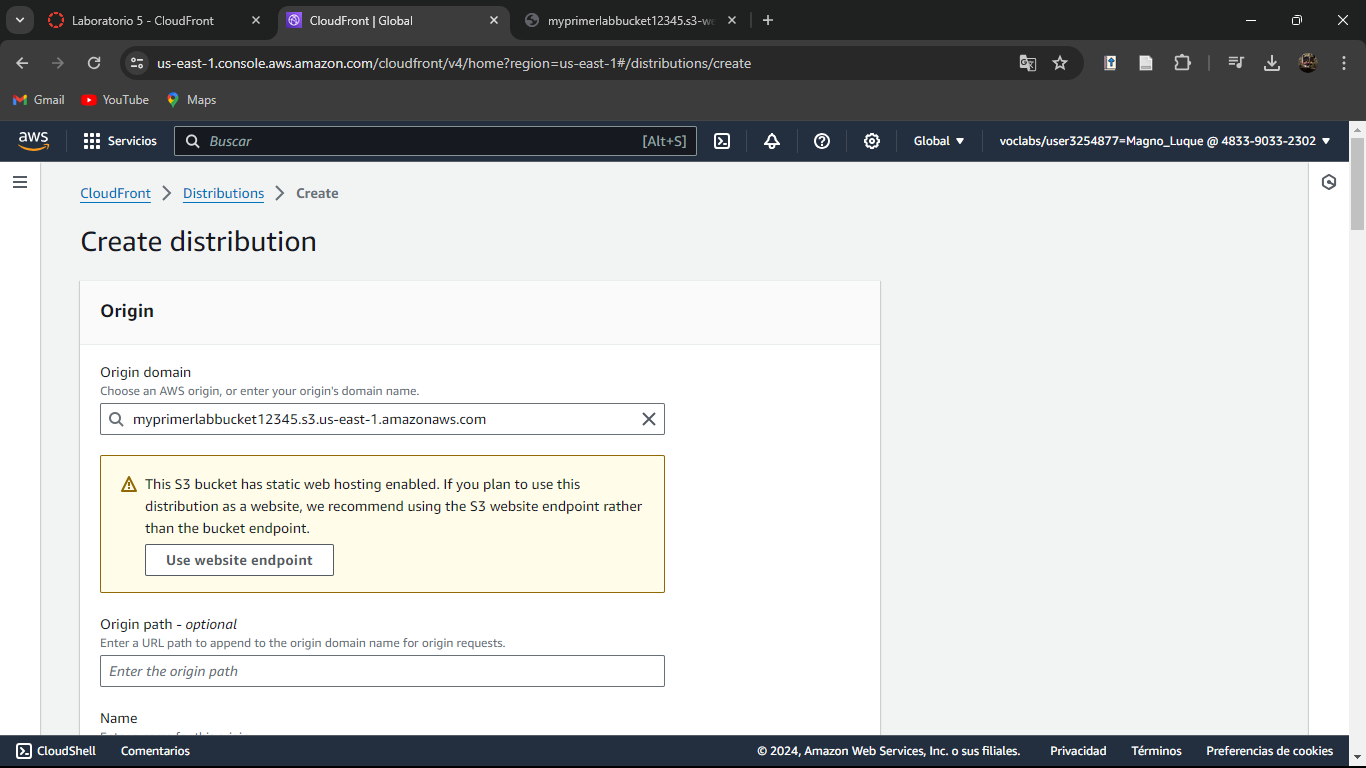 Laboratorio 5 - CloudFront
CloudFront | Global
myprimerlabbucket12345.s3-we
us-east-1.console.aws.amazon.com/cloudfront/v4/home?region=us-east-1#/distributions/create
Gmail
YouTube
Maps
aws
Servicios
Buscar
[Alt+S]
Global
voclabs/user3254877=Magno_Luque @ 4833-9033-2302
CloudFront
Distributions
Create
Create distribution
Origin
Origin domain
Choose an AWS origin, or enter your origin's domain name.
myprimerlabbucket12345.s3.us-east-1.amazonaws.com
This S3 bucket has static web hosting enabled. If you plan to use this
distribution as a website, we recommend using the S3 website endpoint rather
than the bucket endpoint.
Use website endpoint
Origin path - optional
Enter a URL path to append to the origin domain name for origin requests.
Enter the origin path
Name
CloudShell
Comentarios
© 2024, Amazon Web Services, Inc. o sus filiales.
Privacidad
Términos
Preferencias de cookies